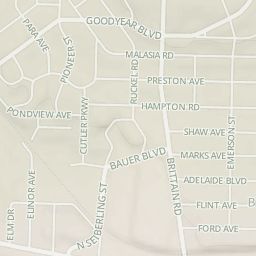 PARA AVE
GOODYEAR BLVD
PIONEER ST
MALASIA RD
RUCKEL RD
PRESTON AVE
HAMPTON RD
PONDVIEW AVE
CUTLER PKWY
EMERSON ST
SHAW AVE
MARKS AVE
BAUER BLVD
BRITTAIN RD
ADELAIDE BLVD
ELINOR AVE
N SEIBERLING ST
FLINT AVE
B
ELM DR
FORD AVE